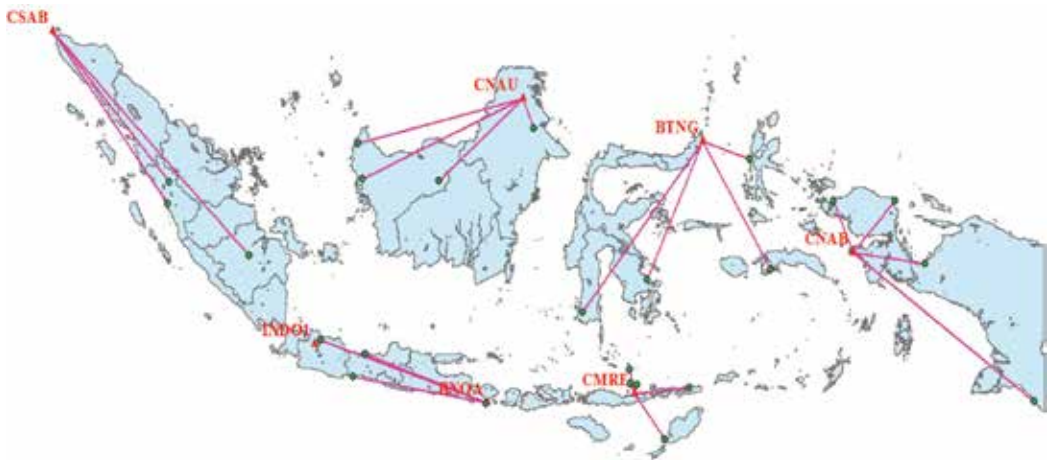 CSAB
CNAU
BTNG
CNAB
INDO1
BNOA
CMRE